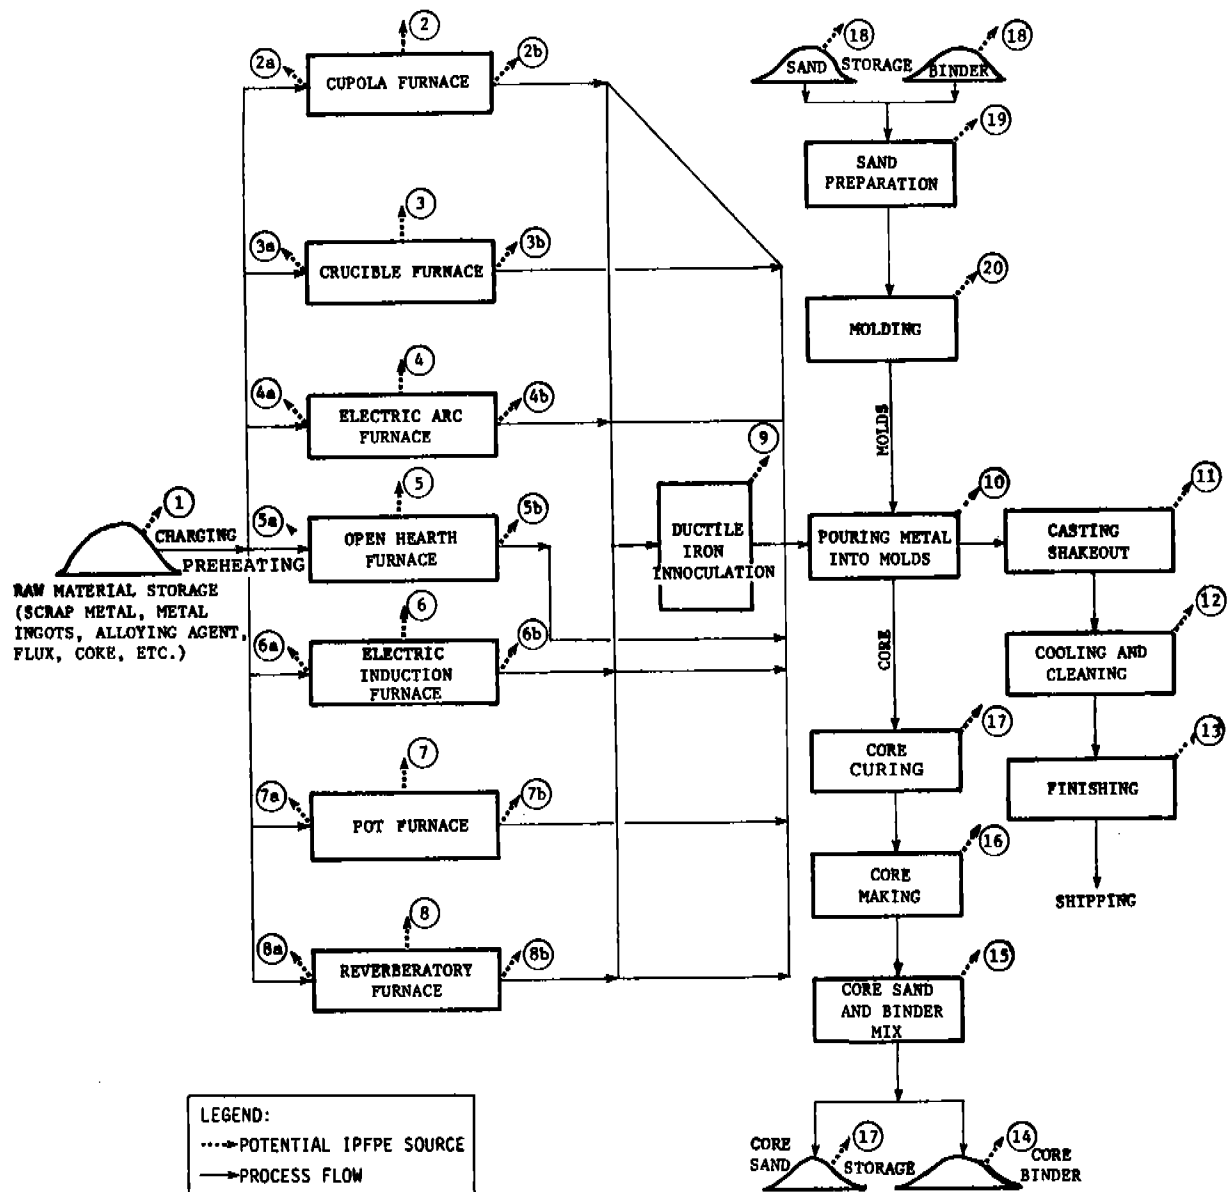 2
2a
2b
CUPOLA FURNACE
3
3a
3b
CRUCIBLE FURNACE
4
4a
4b
ELECTRIC ARC
FURNACE
1
CHARGING
PREHEATING
RAW MATERIAL STORAGE
(SCRAP METAL, METAL
INGOTS, ALLOYING AGENT,
FLUX, COKE, ETC.)
5
5a
5b
OPEN HEARTH
FURNACE
6
6a
6b
ELECTRIC
INDUCTION
FURNACE
7
7a
7b
POT FURNACE
8
8a
8b
REVERBERATORY
FURNACE
9
DUCTILE
IRON
INNOCULATION
18
SAND
STORAGE
18
BINDER
19
SAND
PREPARATION
20
MOLDING
MOLDS
10
POURING METAL
INTO MOLDS
11
CASTING
SHAKEOUT
12
COOLING AND
CLEANING
13
FINISHING
SHIPPING
CORE
17
CORE
CURING
16
CORE
MAKING
15
CORE SAND
AND BINDER
MIX
CORE
SAND
17
STORAGE
14
CORE
BINDER
LEGEND:
POTENTIAL IPFPE SOURCE
PROCESS FLOW